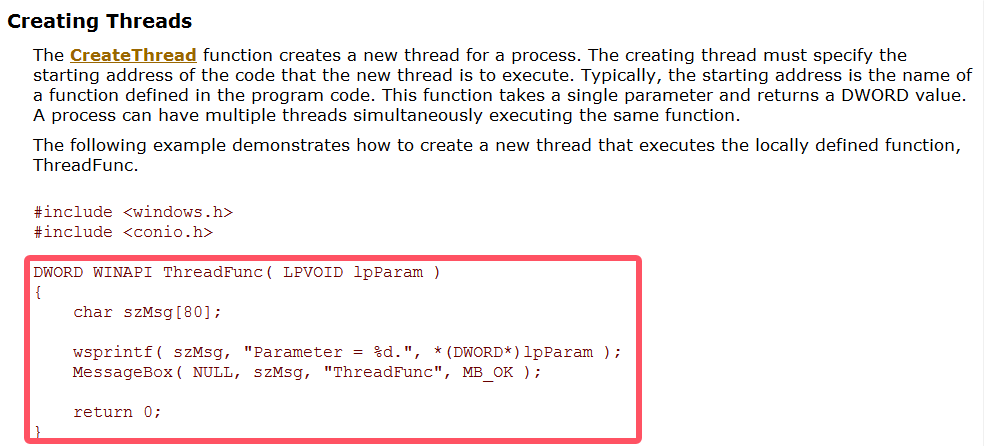 Creating Threads
The CreateThread function creates a new thread for a process. The creating thread must specify the
starting address of the code that the new thread is to execute. Typically, the starting address is the name of
a function defined in the program code. This function takes a single parameter and returns a DWORD value.
A process can have multiple threads simultaneously executing the same function.
The following example demonstrates how to create a new thread that executes the locally defined function,
ThreadFunc.
#include <windows.h>
#include <conio.h>
DWORD WINAPI ThreadFunc( LPVOID lpParam )
{
    char szMsg[80];
    wsprintf( szMsg, "Parameter = %d.", *(DWORD*)lpParam );
    MessageBox( NULL, szMsg, "ThreadFunc", MB_OK );
    return 0;
}